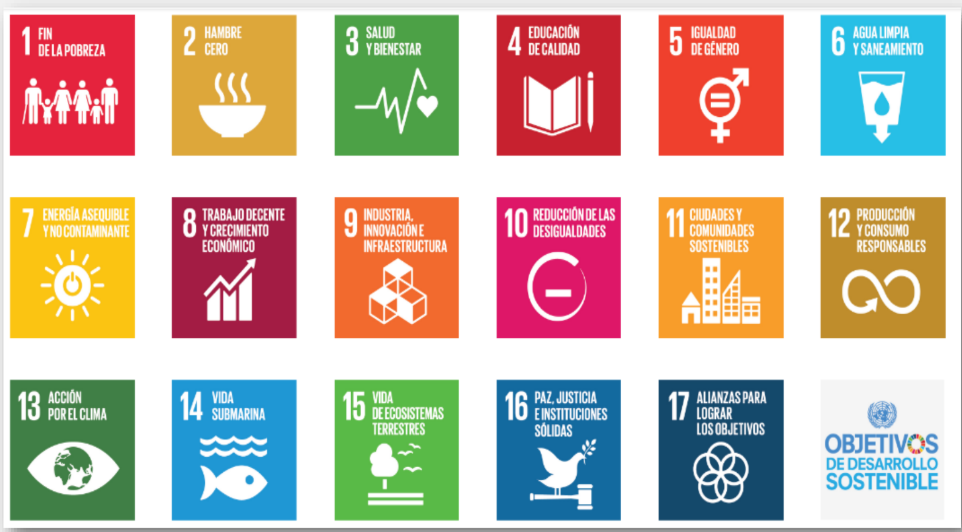 1 FIN
DE LA POBREZA
2 HAMBRE
CERO
3 SALUD
Y BIENESTAR
4 EDUCACIÓN
DE CALIDAD
5 IGUALDAD
DE GÉNERO
6 AGUA LIMPIA
Y SANEAMIENTO
7 ENERGÍA ASEQUIBLE
Y NO CONTAMINANTE
8 TRABAJO DECENTE
Y CRECIMIENTO
ECONÓMICO
9 INDUSTRIA,
INNOVACIÓN E
INFRAESTRUCTURA
10 REDUCCIÓN DE LAS
DESIGUALDADES
11 CIUDADES Y
COMUNIDADES
SOSTENIBLES
12 PRODUCCIÓN
Y CONSUMO
RESPONSABLES
13 ACCIÓN
POR EL CLIMA
14 VIDA
SUBMARINA
15 VIDA
DE ECOSISTEMAS
TERRESTRES
16 PAZ, JUSTICIA
E INSTITUCIONES
SÓLIDAS
17 ALIANZAS PARA
LOGRAR
LOS OBJETIVOS
OBJETIVOS
DE DESARROLLO
SOSTENIBLE